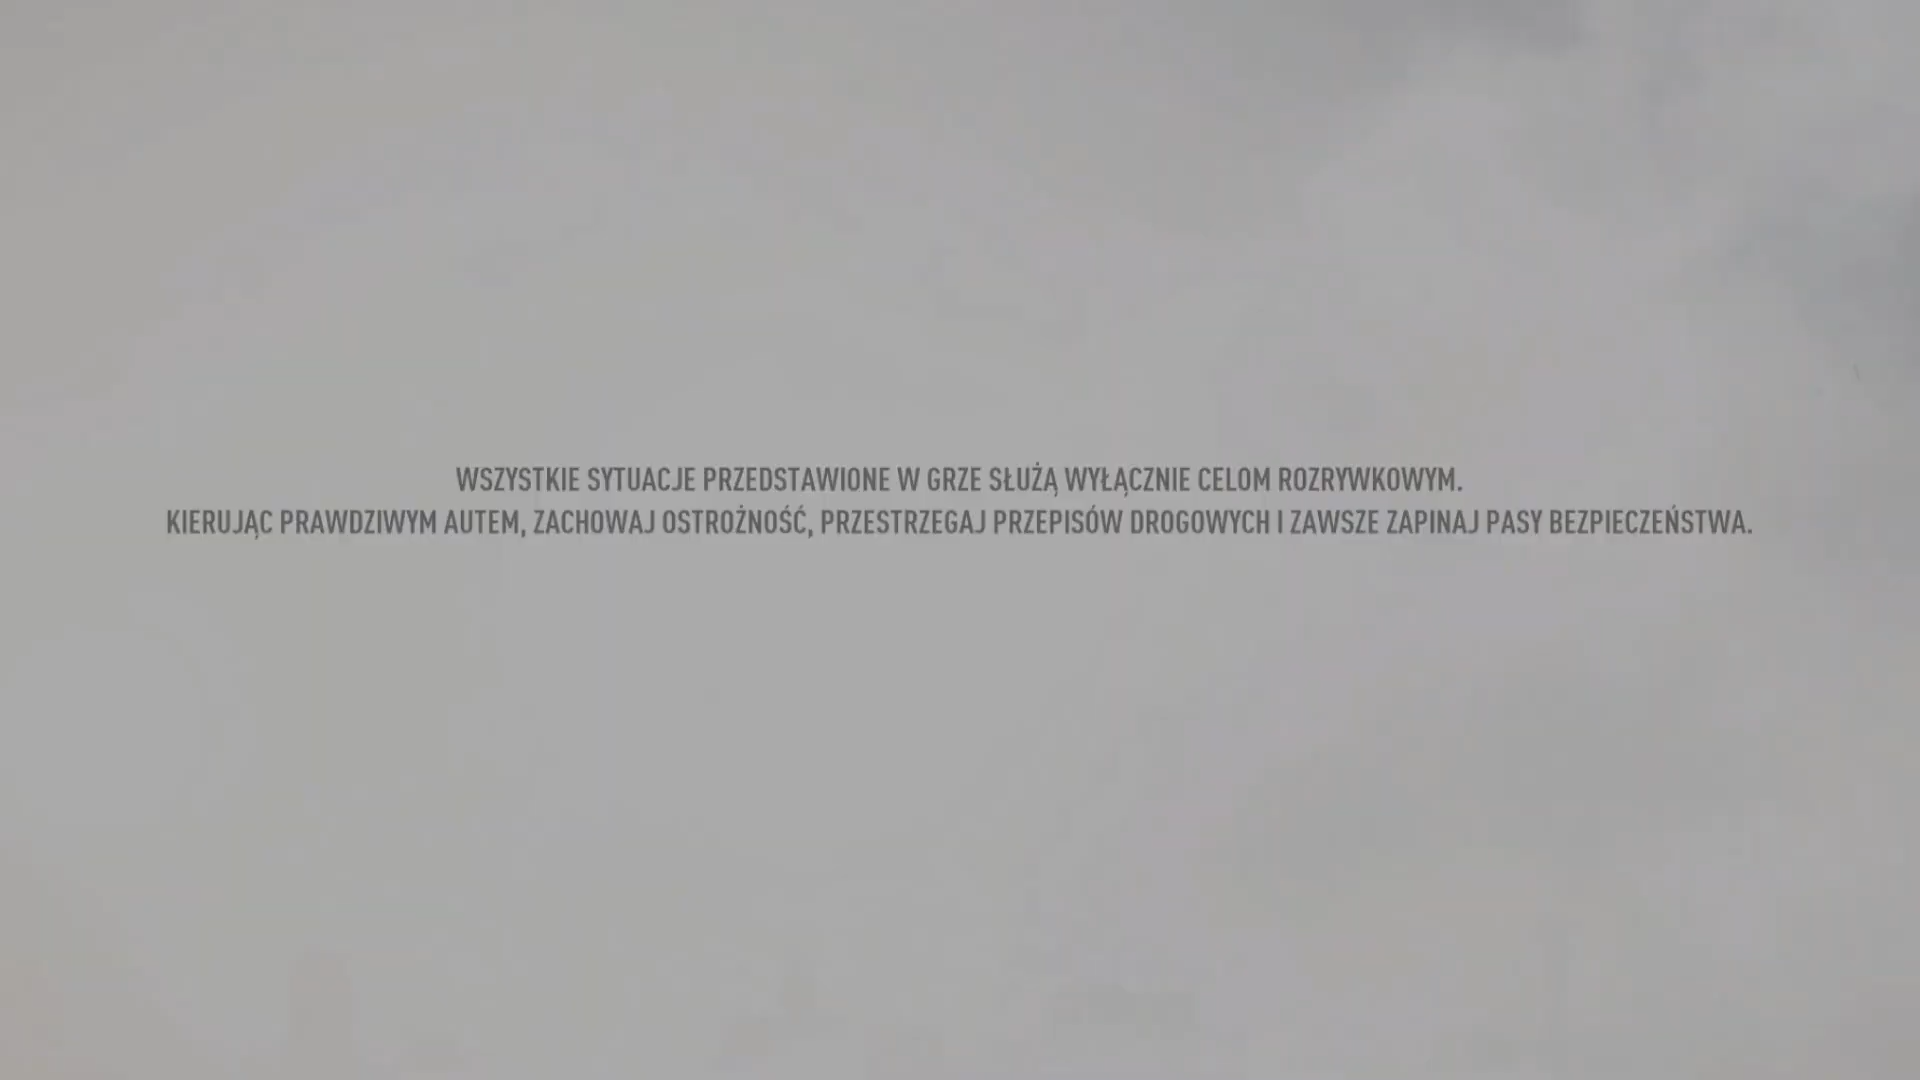 WSZYSTKIE SYTUACJE PRZEDSTAWIONE W GRZE SŁUŻĄ WYŁĄCZNIE CELOM ROZRYWKOWYM.
KIERUJĄC PRAWDZIWYM AUTEM, ZACHOWAJ OSTROŻNOŚĆ, PRZESTRZEGAJ PRZEPISÓW DROGOWYCH I ZAWSZE ZAPINAJ PASY BEZPIECZEŃSTWA.